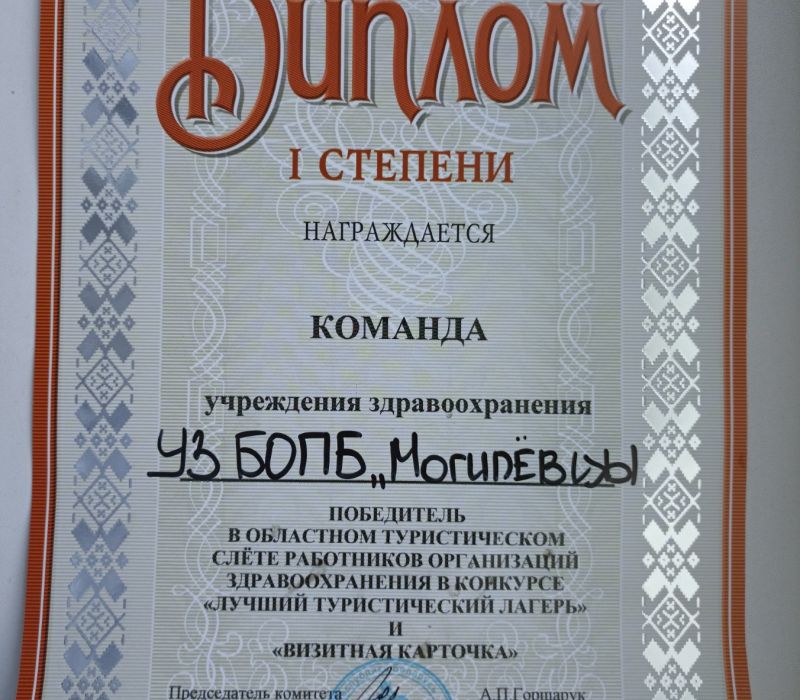 Диплом
I СТЕПЕНИ
НАГРАЖДАЕТСЯ
КОМАНДА
учреждения здравоохранения
УЗ БОПБ „Могилёвцы
ПОБЕДИТЕЛЬ
В ОБЛАСТНОМ ТУРИСТИЧЕСКОМ
СЛЁТЕ РАБОТНИКОВ ОРГАНИЗАЦИЙ
ЗДРАВООХРАНЕНИЯ В КОНКУРСЕ
«ЛУЧШИЙ ТУРИСТИЧЕСКИЙ ЛАГЕРЬ»
И
«ВИЗИТНАЯ КАРТОЧКА»
Председатель комитета А.П.Горщарук